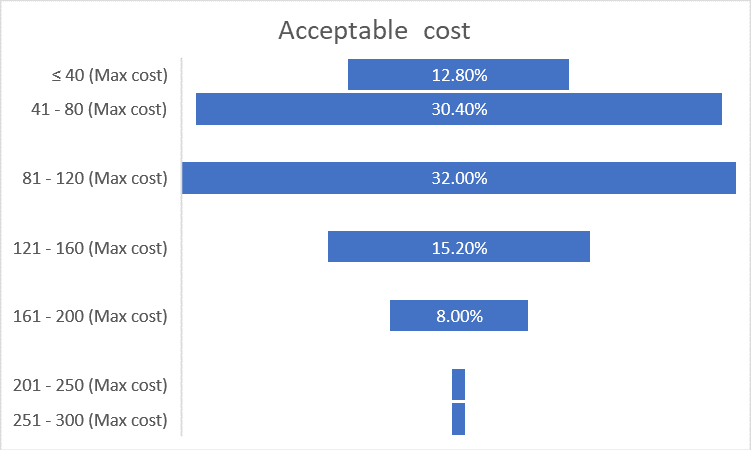 Acceptable cost
≤ 40 (Max cost) 12.80%
41 - 80 (Max cost) 30.40%
81 - 120 (Max cost) 32.00%
121 - 160 (Max cost) 15.20%
161 - 200 (Max cost) 8.00%
201 - 250 (Max cost)
251 - 300 (Max cost)